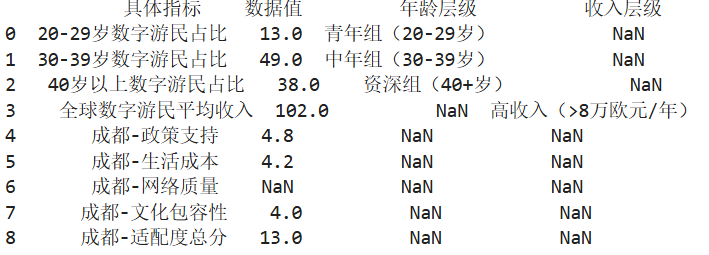 具体指标 数据值 年龄层级 收入层级
0 20-29岁数字游民占比 13.0 青年组（20-29岁） NaN
1 30-39岁数字游民占比 49.0 中年组（30-39岁） NaN
2 40岁以上数字游民占比 38.0 资深组（40+岁） NaN
3 全球数字游民平均收入 102.0 NaN 高收入（>8万欧元/年）
4 成都-政策支持 4.8 NaN NaN
5 成都-生活成本 4.2 NaN NaN
6 成都-网络质量 NaN NaN NaN
7 成都-文化包容性 4.0 NaN NaN
8 成都-适配度总分 13.0 NaN NaN